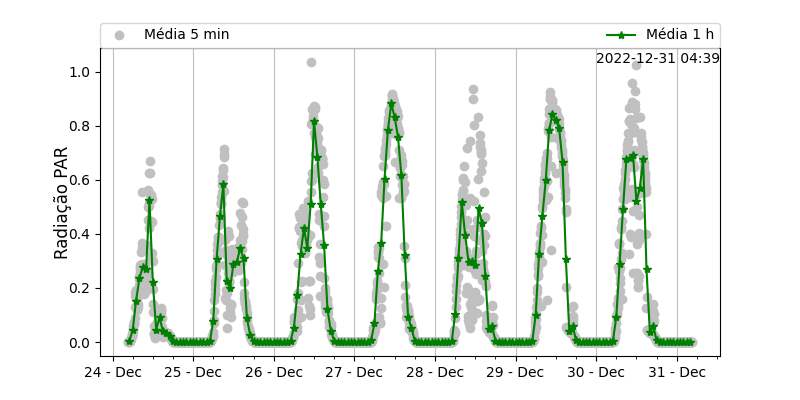 Média 5 min
Média 1 h
2022-12-31 04:39
Radiação PAR
1.0
0.8
0.6
0.4
0.2
0.0
24 - Dec
25 - Dec
26 - Dec
27 - Dec
28 - Dec
29 - Dec
30 - Dec
31 - Dec